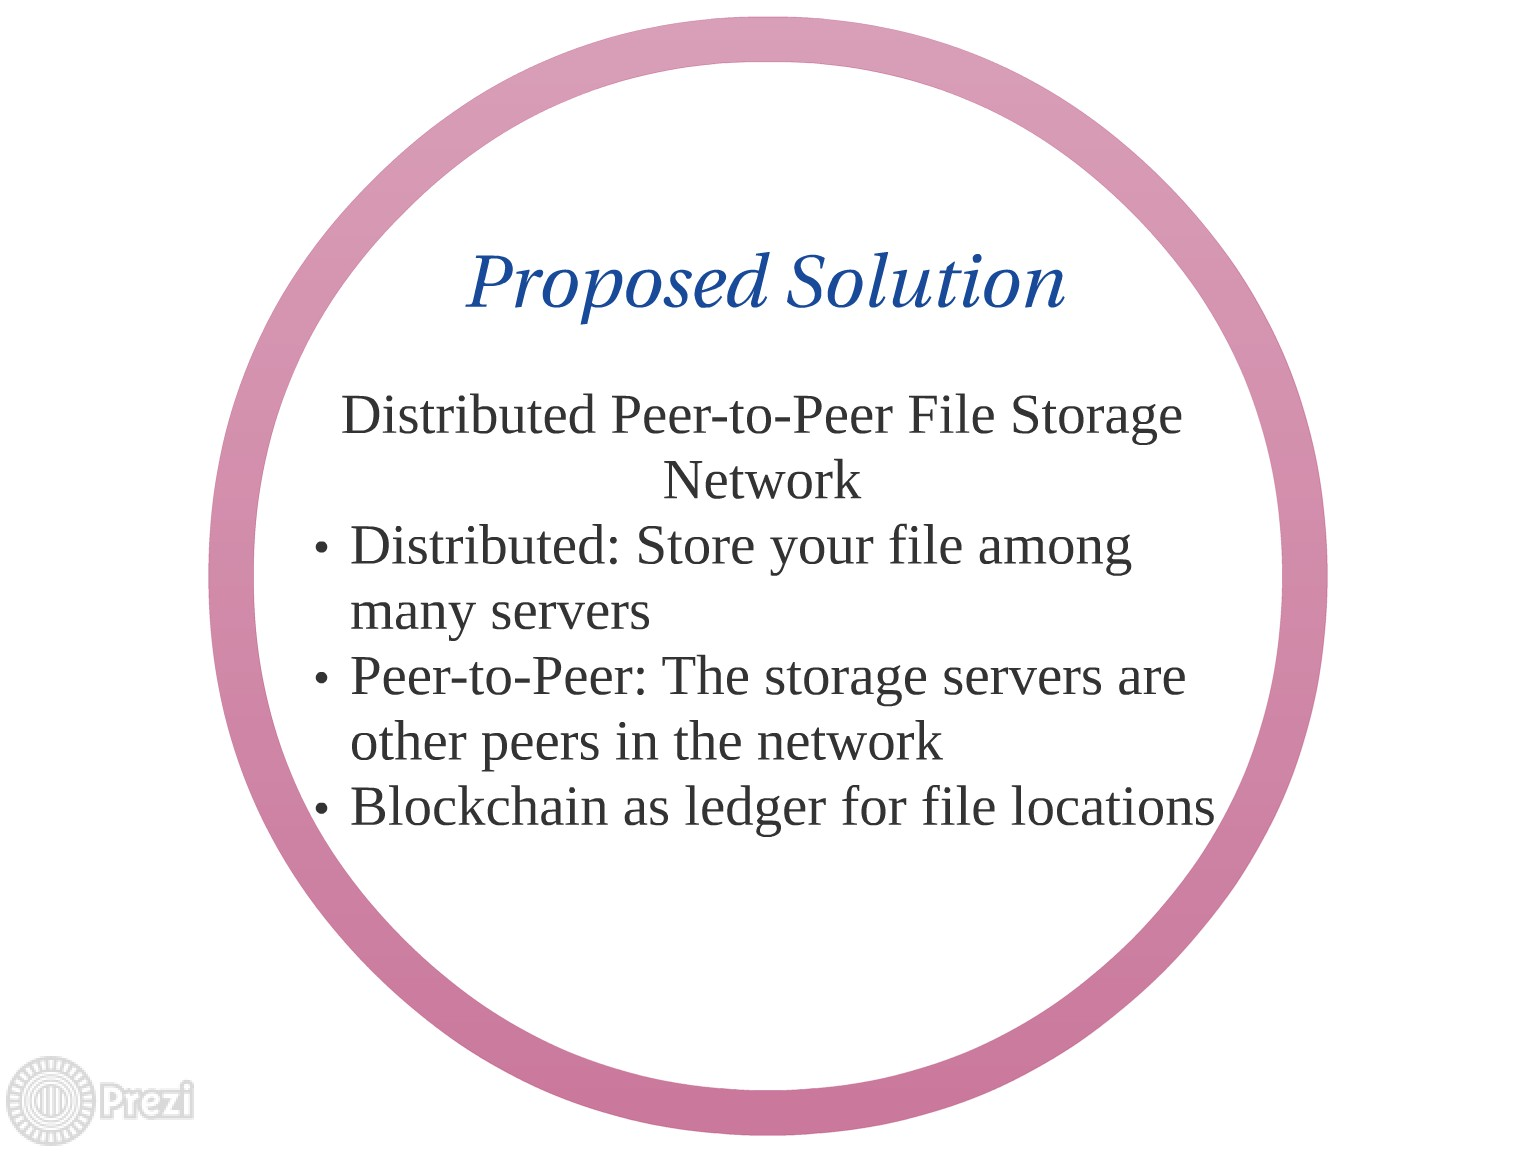 Proposed Solution
Distributed Peer-to-Peer File Storage
Network
• Distributed: Store your file among
many servers
• Peer-to-Peer: The storage servers are
other peers in the network
• Blockchain as ledger for file locations
Prezi